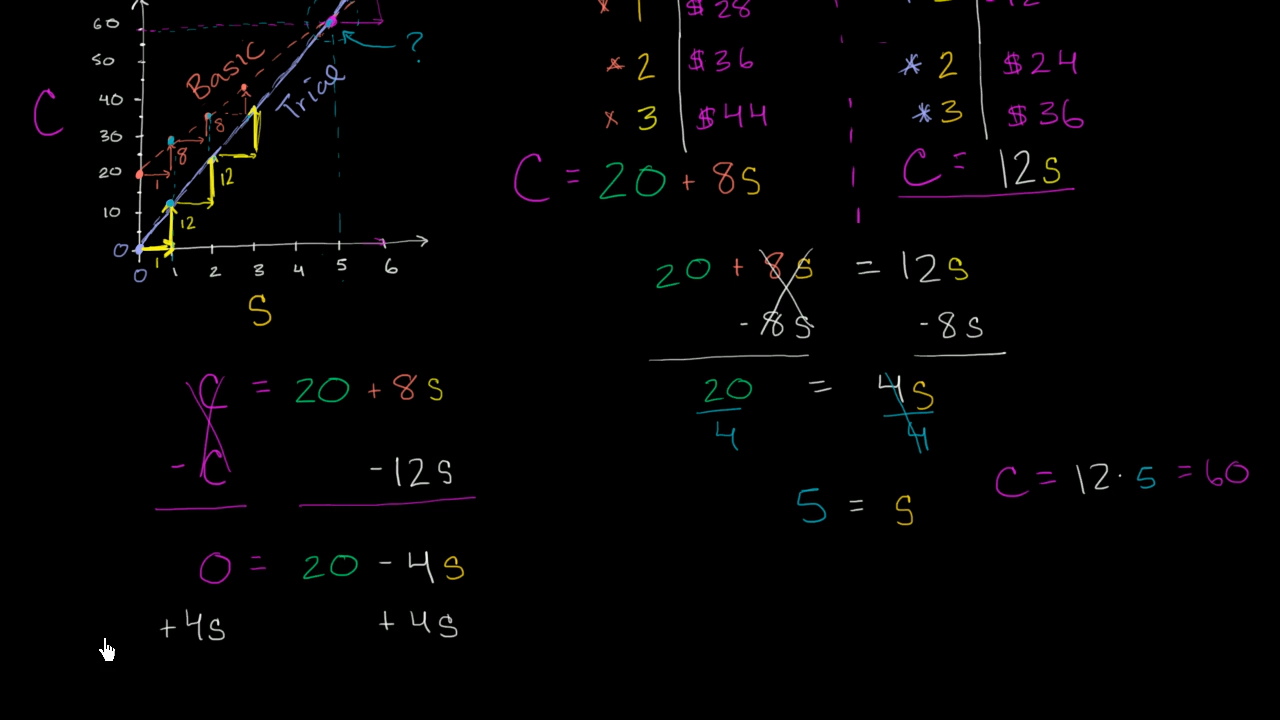 60
50
40
30
20
10
0
0 1 2 3 4 5 6
C
S
Basic
Trial
?
1
8
8
1
12
12
* 1 $28
* 2 $36
× 3 $44
C = 20 + 8s
* 2 $24
* 3 $36
C = 12s
20 + 8s = 12s
- 8s -8s
20 = 4s
4 4
5 = s
C = 12·5 = 60
C = 20 + 8s
- C -12s
0 = 20 - 4s
+4s +4s